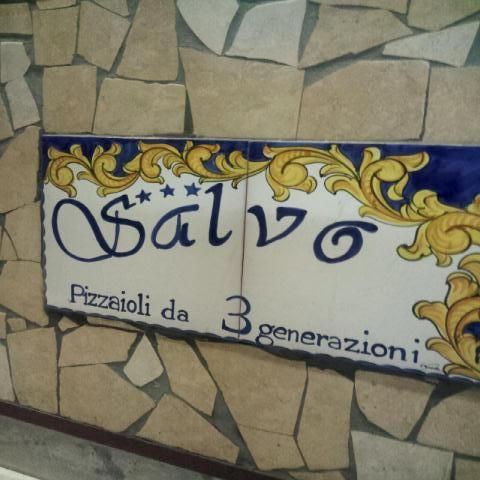 Salvo
Pizzaioli da 3 generazioni